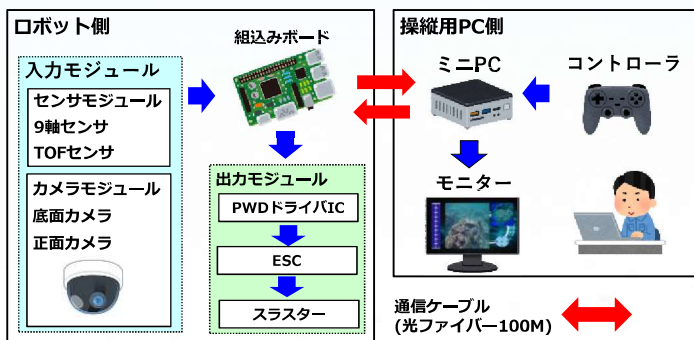 ロボット側
入力モジュール
センサモジュール
9軸センサ
TOFセンサ
カメラモジュール
底面カメラ
正面カメラ
組込みボード
出力モジュール
PWDドライバIC
ESC
スラスター
操縦用PC側
ミニPC
コントローラ
モニター
通信ケーブル
(光ファイバー100M)